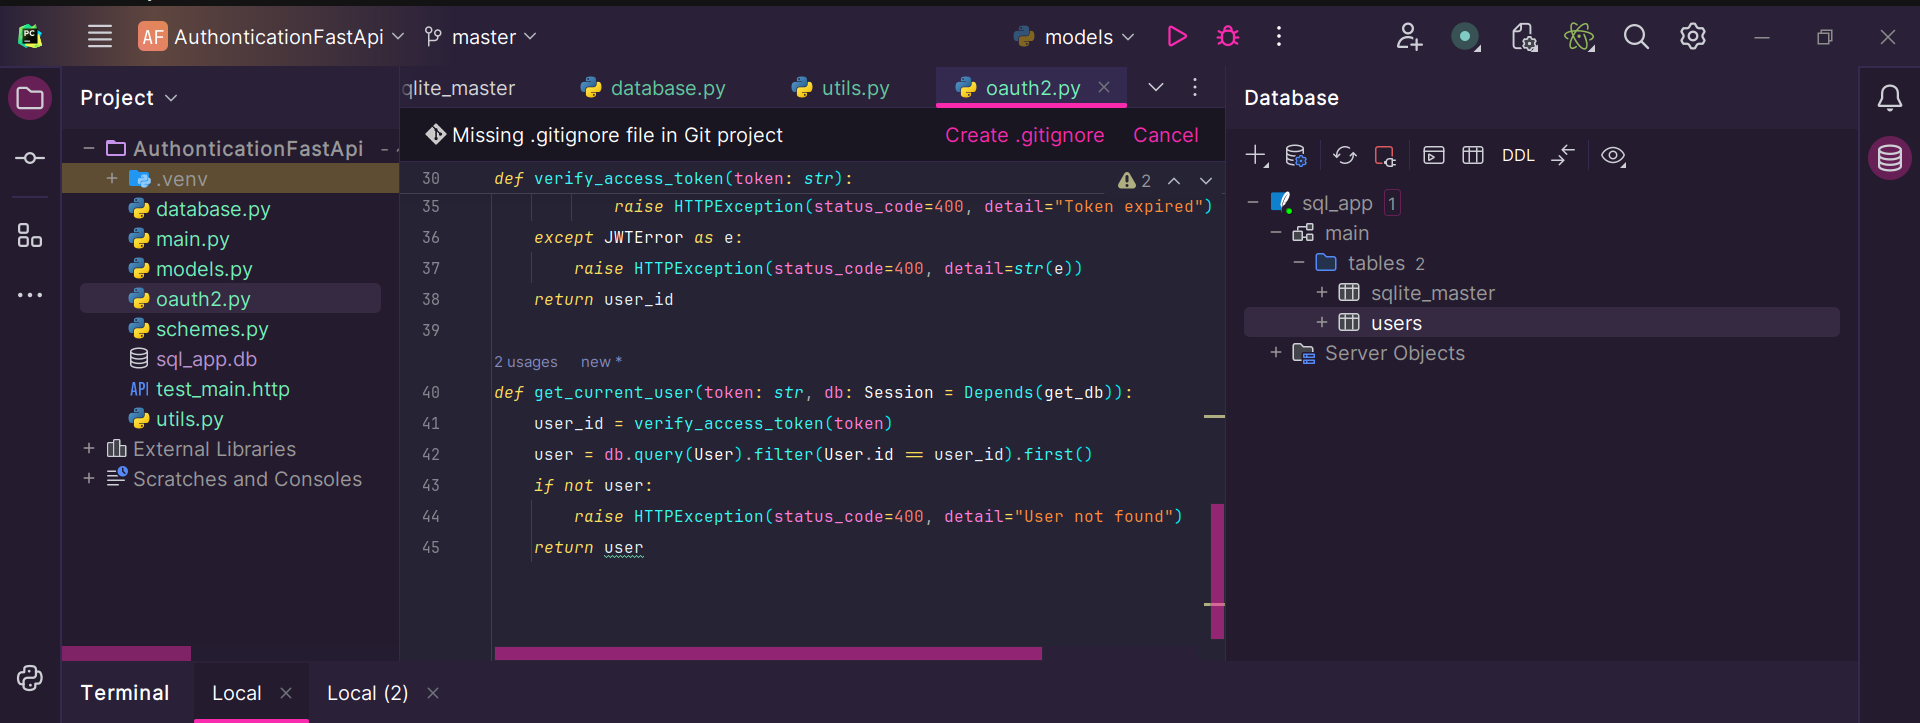 PC
AF AuthonticationFastApi
master
models
Project
AuthonticationFastApi
.venv
database.py
main.py
models.py
oauth2.py
schemes.py
sql_app.db
API test_main.http
utils.py
External Libraries
Scratches and Consoles
qlite_master
database.py
utils.py
oauth2.py
Missing .gitignore file in Git project
Create .gitignore
Cancel
30 def verify_access_token(token: str):
2
35 raise HTTPException(status_code=400, detail="Token expired")
36 except JWTError as e:
37 raise HTTPException(status_code=400, detail=str(e))
38 return user_id
39
2 usages new *
40 def get_current_user(token: str, db: Session = Depends(get_db)):
41 user_id = verify_access_token(token)
42 user = db.query(User).filter(User.id == user_id).first()
43 if not user:
44 raise HTTPException(status_code=400, detail="User not found")
45 return user
Database
DDL
sql_app 1
main
tables 2
sqlite_master
users
Server Objects
Terminal
Local
Local (2)